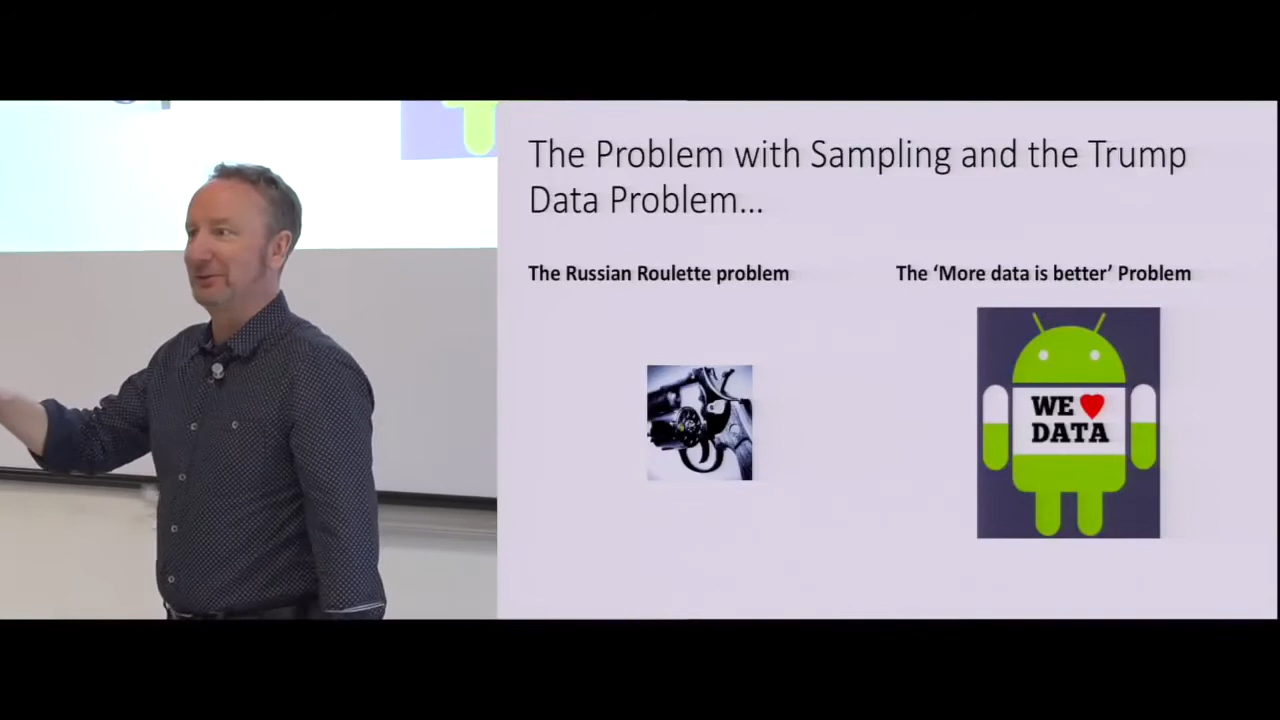 The Problem with Sampling and the Trump
Data Problem...
The Russian Roulette problem
The ‘More data is better’ Problem
WE
DATA